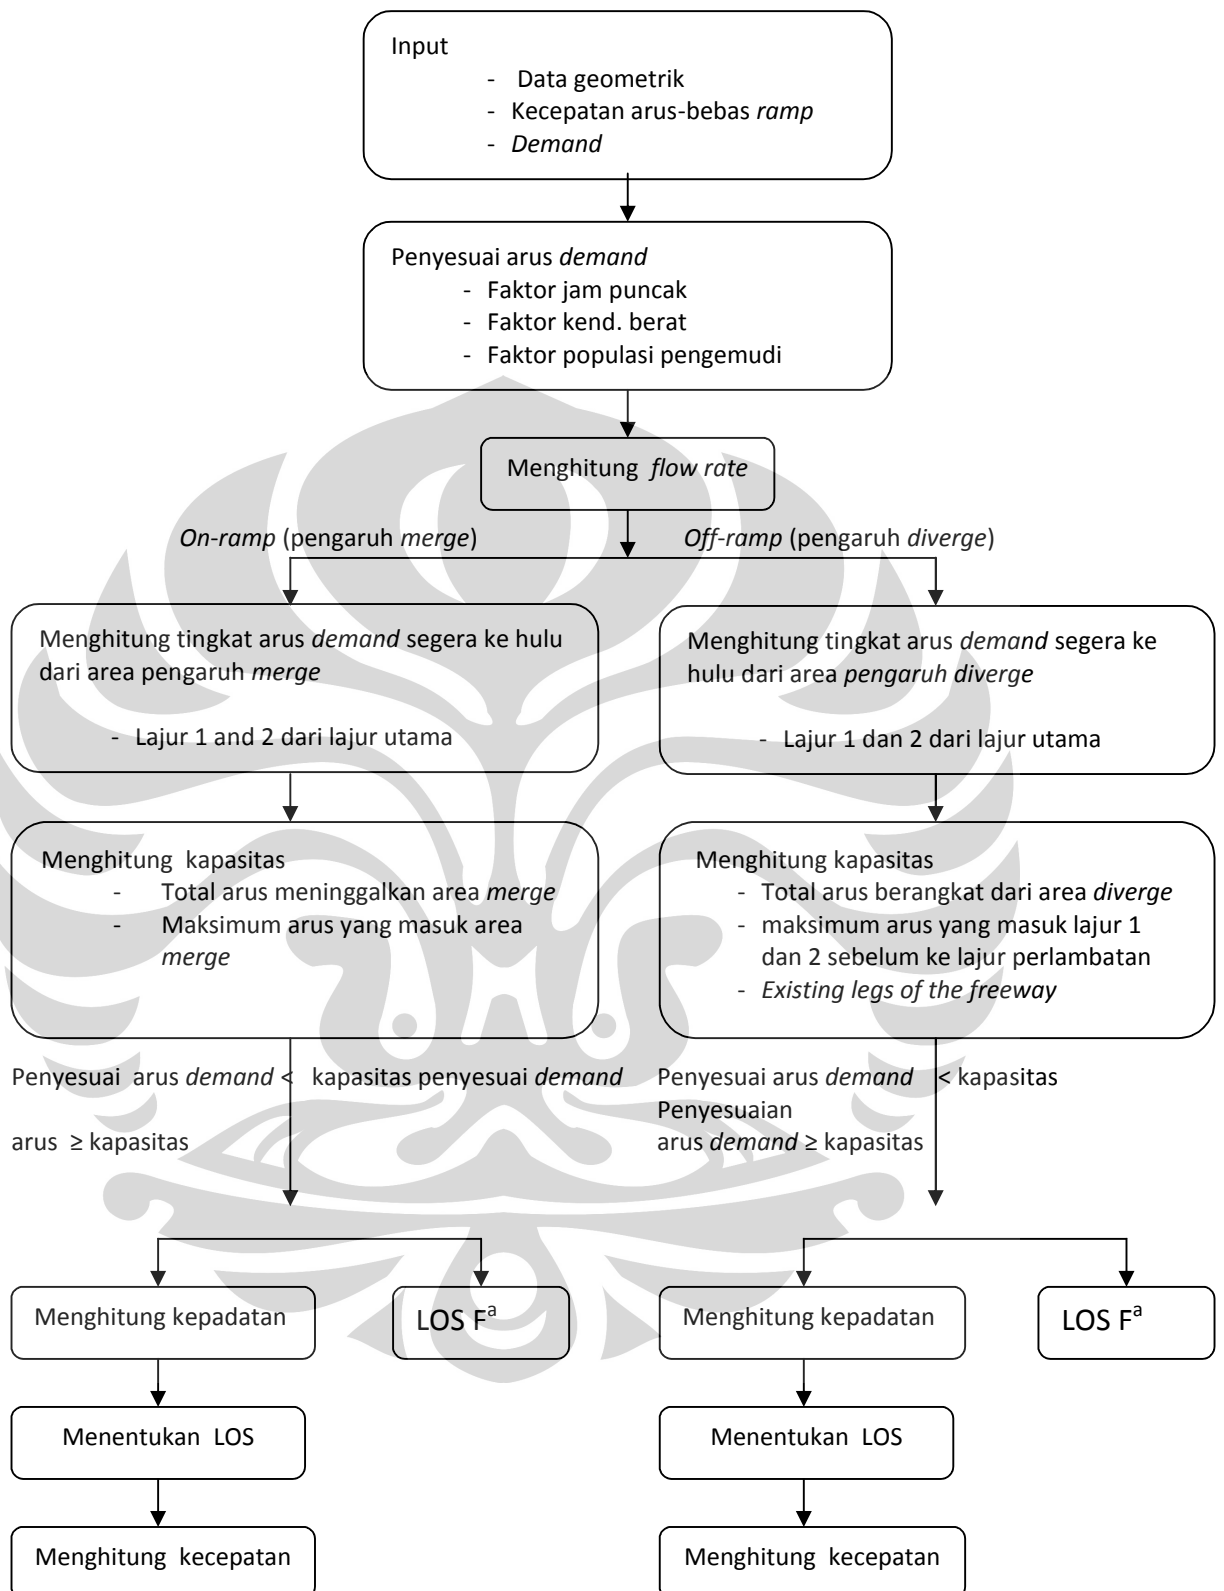 Input
- Data geometrik
- Kecepatan arus-bebas ramp
- Demand
Penyesuai arus demand
- Faktor jam puncak
- Faktor kend. berat
- Faktor populasi pengemudi
Menghitung flow rate
On-ramp (pengaruh merge)
Off-ramp (pengaruh diverge)
Menghitung tingkat arus demand segera ke hulu
dari area pengaruh merge
- Lajur 1 and 2 dari lajur utama
Menghitung tingkat arus demand segera ke
hulu dari area pengaruh diverge
- Lajur 1 dan 2 dari lajur utama
Menghitung kapasitas
- Total arus meninggalkan area merge
- Maksimum arus yang masuk area
merge
Menghitung kapasitas
- Total arus berangkat dari area diverge
- maksimum arus yang masuk lajur 1
dan 2 sebelum ke lajur perlambatan
- Existing legs of the freeway
Penyesuai arus demand < kapasitas penyesuai demand
arus ≥ kapasitas
Penyesuai arus demand < kapasitas
Penyesuaian
arus demand ≥ kapasitas
Menghitung kepadatan
LOS Fᵃ
Menghitung kepadatan
LOS Fᵃ
Menentukan LOS
Menentukan LOS
Menghitung kecepatan
Menghitung kecepatan